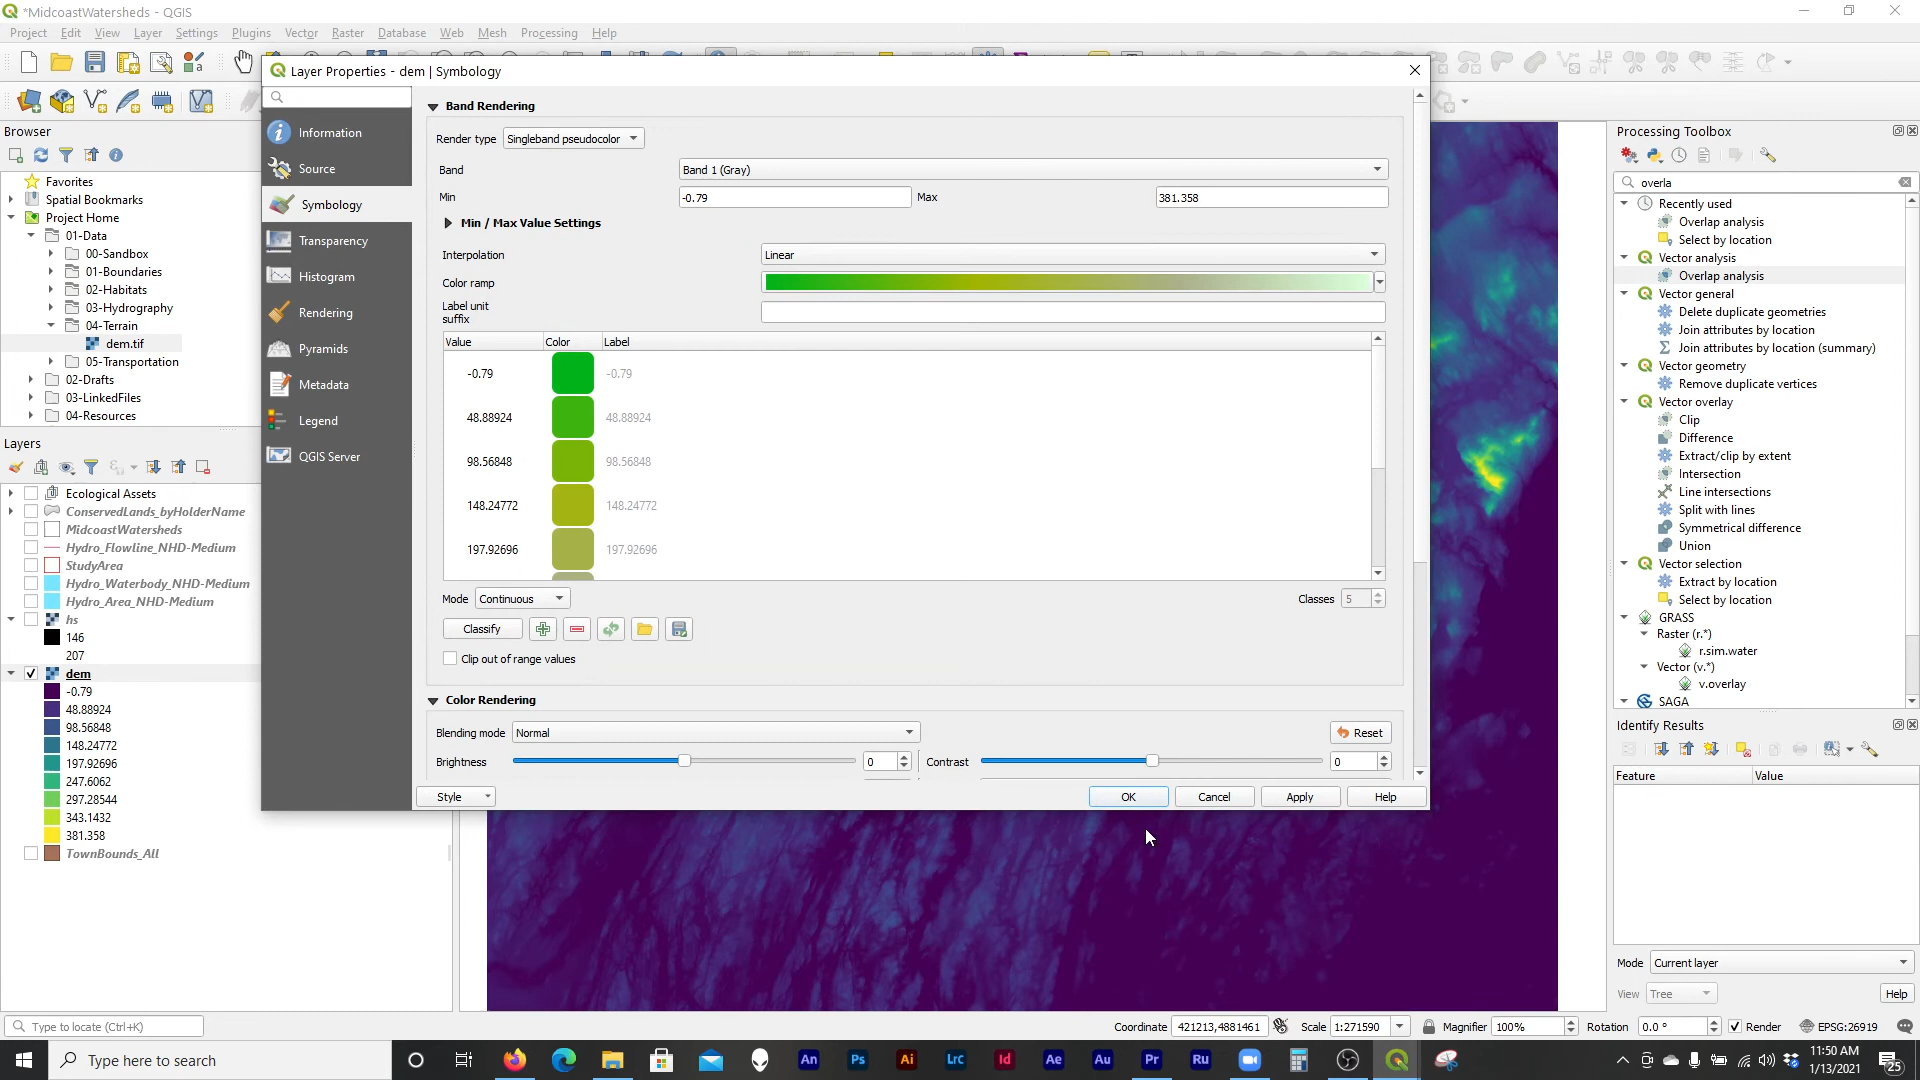 *MidcoastWatersheds - QGIS
Project Edit View Layer Settings Plugins Vector Raster Database Web Mesh Processing Help
Layer Properties - dem | Symbology
Browser
Favorites
Spatial Bookmarks
Project Home
01-Data
00-Sandbox
01-Boundaries
02-Habitats
03-Hydrography
04-Terrain
dem.tif
05-Transportation
02-Drafts
03-LinkedFiles
04-Resources
Layers
Ecological Assets
ConservedLands_byHolderName
MidcoastWatersheds
Hydro_Flowline_NHD-Medium
StudyArea
Hydro_Waterbody_NHD-Medium
Hydro_Area_NHD-Medium
hs
146
207
dem
-0.79
48.88924
98.56848
148.24772
197.92696
247.6062
297.28544
343.1432
381.358
TownBounds_All
Information
Source
Symbology
Transparency
Histogram
Rendering
Pyramids
Metadata
Legend
QGIS Server
Band Rendering
Render type Singleband pseudocolor
Band Band 1 (Gray)
Min -0.79 Max 381.358
Min / Max Value Settings
Interpolation Linear
Color ramp
Label unit
suffix
Value Color Label
-0.79 -0.79
48.88924 48.88924
98.56848 98.56848
148.24772 148.24772
197.92696 197.92696
Mode Continuous Classes 5
Classify
Clip out of range values
Color Rendering
Blending mode Normal Reset
Brightness 0 Contrast 0
Style OK Cancel Apply Help
Processing Toolbox
overla
Recently used
Overlap analysis
Select by location
Vector analysis
Overlap analysis
Vector general
Delete duplicate geometries
Join attributes by location
Join attributes by location (summary)
Vector geometry
Remove duplicate vertices
Vector overlay
Clip
Difference
Extract/clip by extent
Intersection
Line intersections
Split with lines
Symmetrical difference
Union
Vector selection
Extract by location
Select by location
GRASS
Raster (r.*)
r.sim.water
Vector (v.*)
v.overlay
SAGA
Identify Results
Feature Value
Mode Current layer
View Tree Help
Type to locate (Ctrl+K) Coordinate 421213,4881461 Scale 1:271590 Magnifier 100% Rotation 0.0 ° Render EPSG:26919
Type here to search An Ps Ai Lrc Id Ae Au Pr Ru 11:50 AM
1/13/2021 25